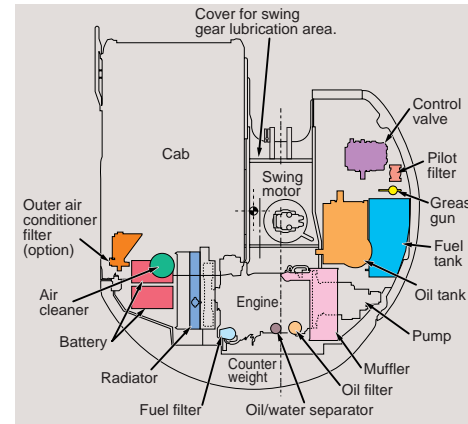 Cover for swing
gear lubrication area.
Control
valve
Cab
Pilot
filter
Swing
motor
Grease
gun
Outer air
conditioner
filter
(option)
Fuel
tank
Oil tank
Air
cleaner
Engine
Battery
Pump
Radiator
Counter
weight
Muffler
Oil filter
Fuel filter
Oil/water separator